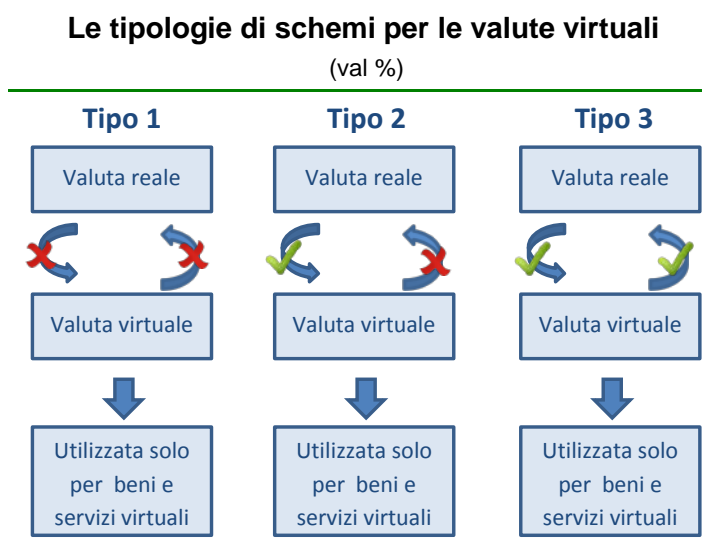 Le tipologie di schemi per le valute virtuali
(val %)
Tipo 1
Tipo 2
Tipo 3
Valuta reale
Valuta reale
Valuta reale
Valuta virtuale
Valuta virtuale
Valuta virtuale
Utilizzata solo
per beni e
servizi virtuali
Utilizzata solo
per beni e
servizi virtuali
Utilizzata solo
per beni e
servizi virtuali